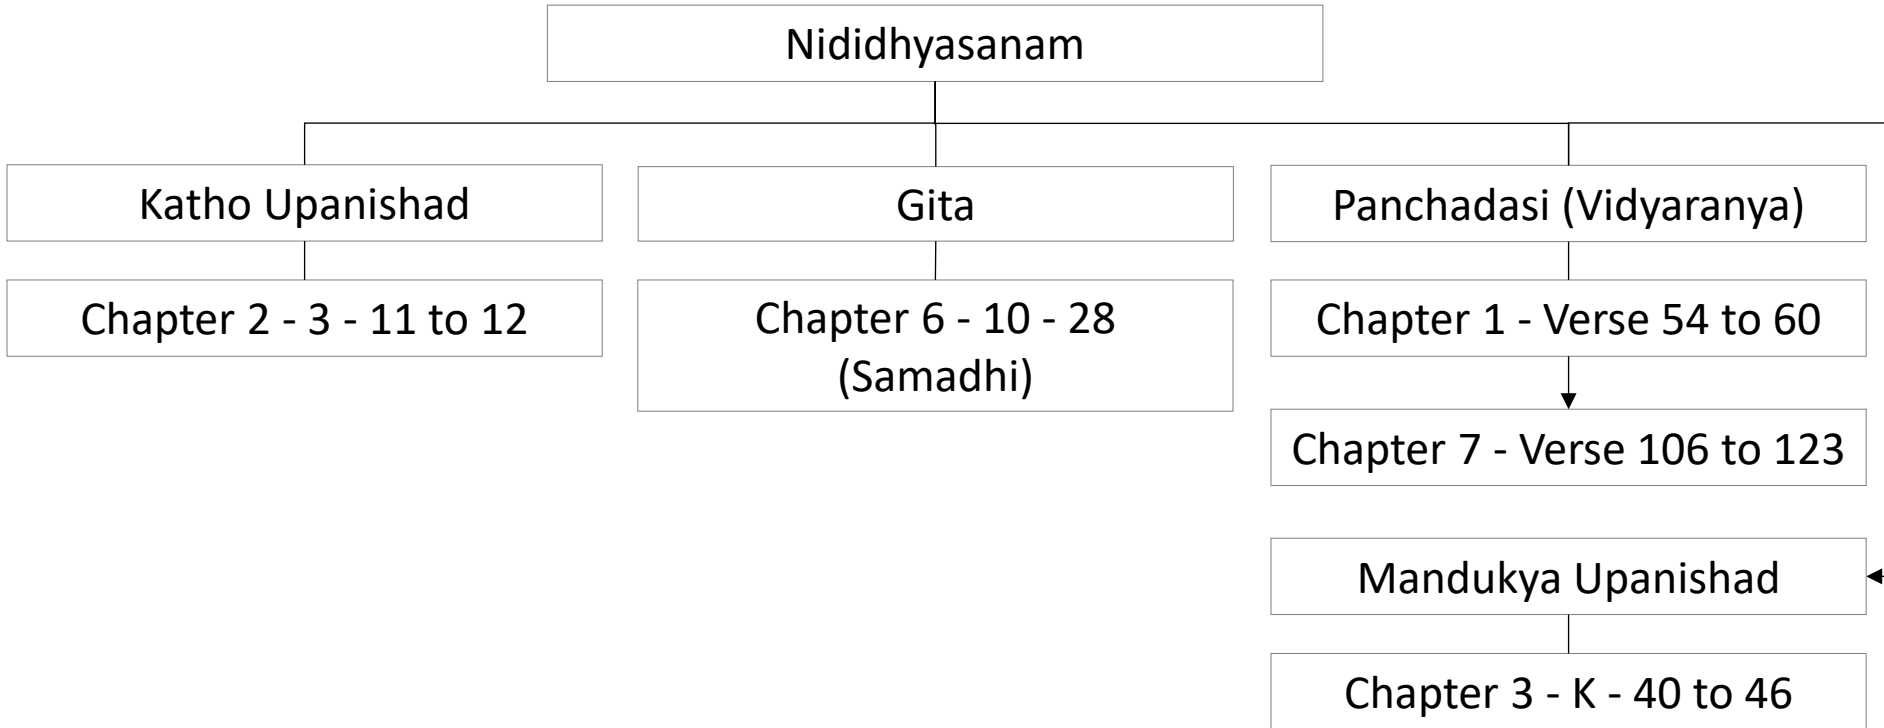 Nididhyasanam
Katho Upanishad
Gita
Panchadasi (Vidyaranya)
Chapter 2 - 3 - 11 to 12
Chapter 6 - 10 - 28
(Samadhi)
Chapter 1 - Verse 54 to 60
Chapter 7 - Verse 106 to 123
Mandukya Upanishad
Chapter 3 - K - 40 to 46